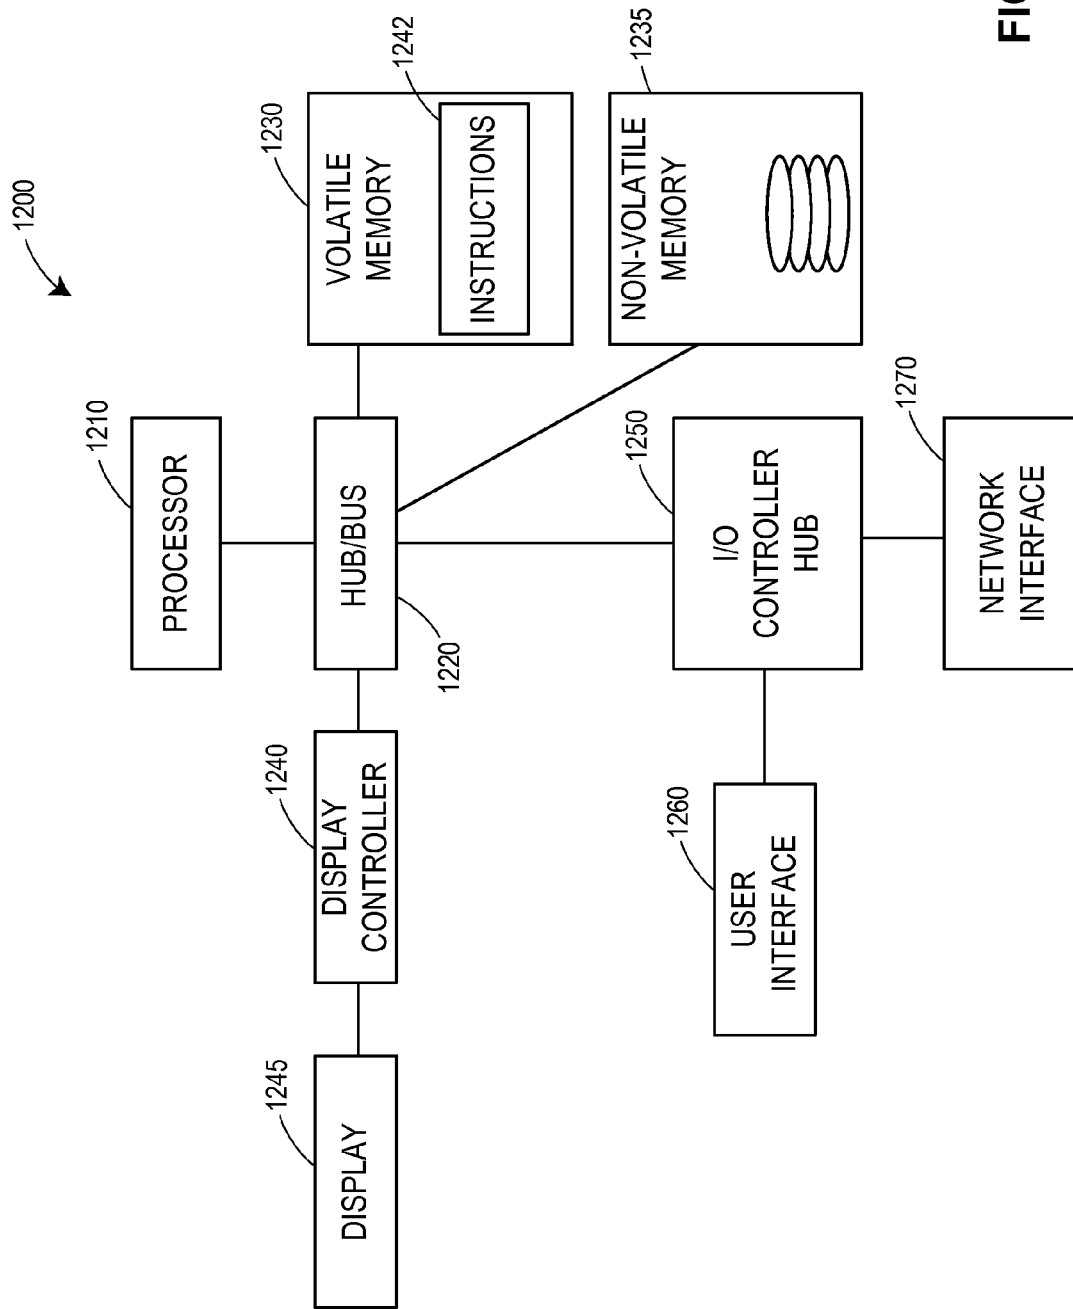 1200
1210
PROCESSOR
1230
VOLATILE
MEMORY
1242
INSTRUCTIONS
1245
DISPLAY
1240
DISPLAY
CONTROLLER
HUB/BUS
1220
1235
NON-VOLATILE
MEMORY
1260
USER
INTERFACE
1250
I/O
CONTROLLER
HUB
1270
NETWORK
INTERFACE